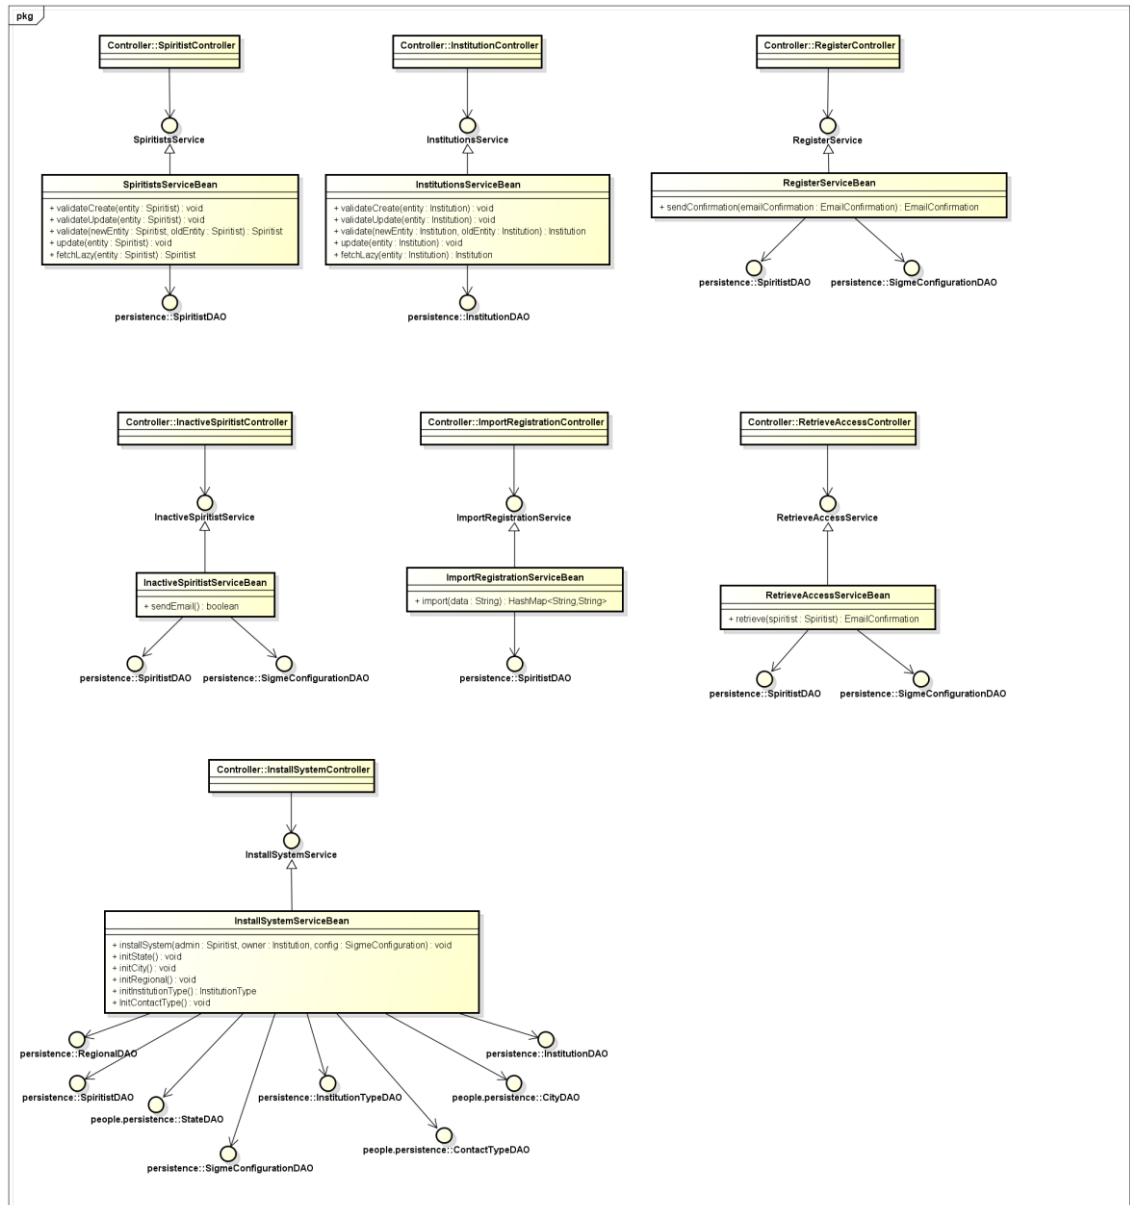 pkg
Controller::SpiritistController
Controller::InstitutionController
Controller::RegisterController
SpiritistsService
InstitutionsService
RegisterService
SpiritistsServiceBean
+ validateCreate(entity : Spiritist) : void
+ validateUpdate(entity : Spiritist) : void
+ validate(newEntity : Spiritist, oldEntity : Spiritist) : Spiritist
+ update(entity : Spiritist) : void
+ fetchLazy(entity : Spiritist) : Spiritist
InstitutionsServiceBean
+ validateCreate(entity : Institution) : void
+ validateUpdate(entity : Institution) : void
+ validate(newEntity : Institution, oldEntity : Institution) : Institution
+ update(entity : Institution) : void
+ fetchLazy(entity : Institution) : Institution
RegisterServiceBean
+ sendConfirmation(emailConfirmation : EmailConfirmation) : EmailConfirmation
persistence::SpiritistDAO
persistence::InstitutionDAO
persistence::SpiritistDAO
persistence::SigmeConfigurationDAO
Controller::InactiveSpiritistController
Controller::ImportRegistrationController
Controller::RetrieveAccessController
InactiveSpiritistService
ImportRegistrationService
RetrieveAccessService
InactiveSpiritistServiceBean
+ sendEmail() : boolean
ImportRegistrationServiceBean
+ import(data : String) : HashMap<String,String>
RetrieveAccessServiceBean
+ retrieve(spiritist : Spiritist) : EmailConfirmation
persistence::SpiritistDAO
persistence::SigmeConfigurationDAO
persistence::SpiritistDAO
persistence::SpiritistDAO
persistence::SigmeConfigurationDAO
Controller::InstallSystemController
InstallSystemService
InstallSystemServiceBean
+ installSystem(admin : Spiritist, owner : Institution, config : SigmeConfiguration) : void
+ initState() : void
+ initCity() : void
+ initRegional() : void
+ initInstitutionType() : InstitutionType
+ InitContactType() : void
persistence::RegionalDAO
persistence::InstitutionDAO
persistence::SpiritistDAO
persistence::InstitutionTypeDAO
people.persistence::CityDAO
people.persistence::StateDAO
people.persistence::ContactTypeDAO
persistence::SigmeConfigurationDAO